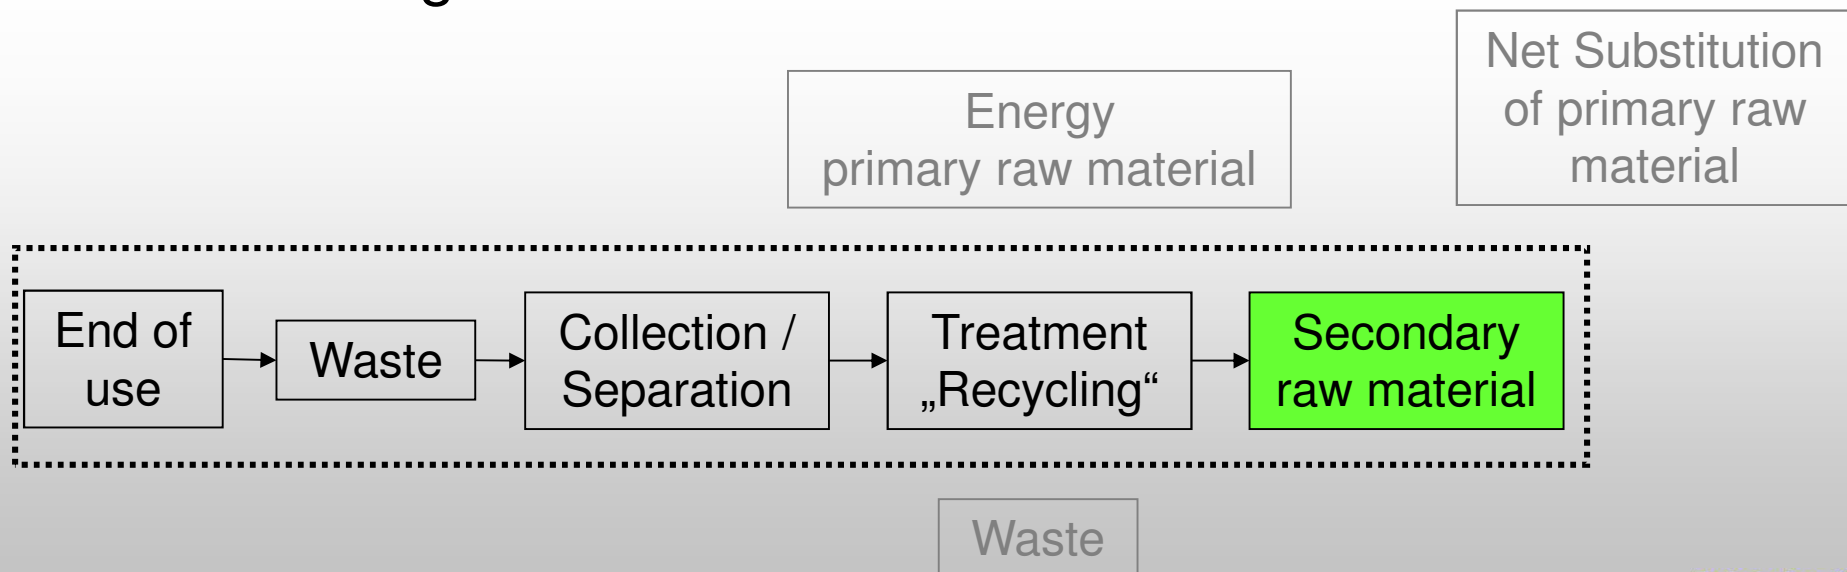 Net Substitution
of primary raw
material
Energy
primary raw material
End of
use
Waste
Collection /
Separation
Treatment
„Recycling“
Secondary
raw material
Waste